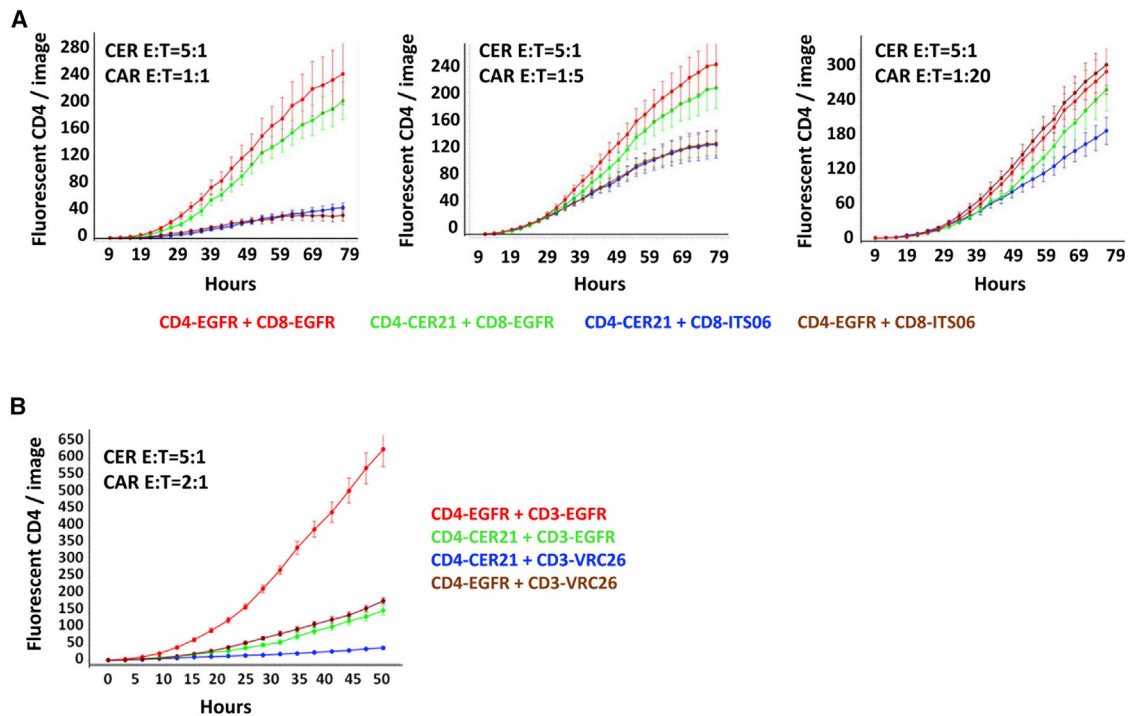 A
CER E:T=5:1
CAR E:T=1:1
Fluorescent CD4 / image
280
240
200
160
120
80
40
0
9 19 29 39 49 59 69 79
Hours
CER E:T=5:1
CAR E:T=1:5
Fluorescent CD4 / image
240
200
160
120
80
40
0
9 19 29 39 49 59 69 79
Hours
CER E:T=5:1
CAR E:T=1:20
Fluorescent CD4 / image
300
240
180
120
60
0
9 19 29 39 49 59 69 79
Hours
CD4-EGFR + CD8-EGFR CD4-CER21 + CD8-EGFR CD4-CER21 + CD8-ITS06 CD4-EGFR + CD8-ITS06
B
CER E:T=5:1
CAR E:T=2:1
Fluorescent CD4 / image
650
600
550
500
450
400
350
300
250
200
150
100
50
0
0 5 10 15 20 25 30 35 40 45 50
Hours
CD4-EGFR + CD3-EGFR
CD4-CER21 + CD3-EGFR
CD4-CER21 + CD3-VRC26
CD4-EGFR + CD3-VRC26